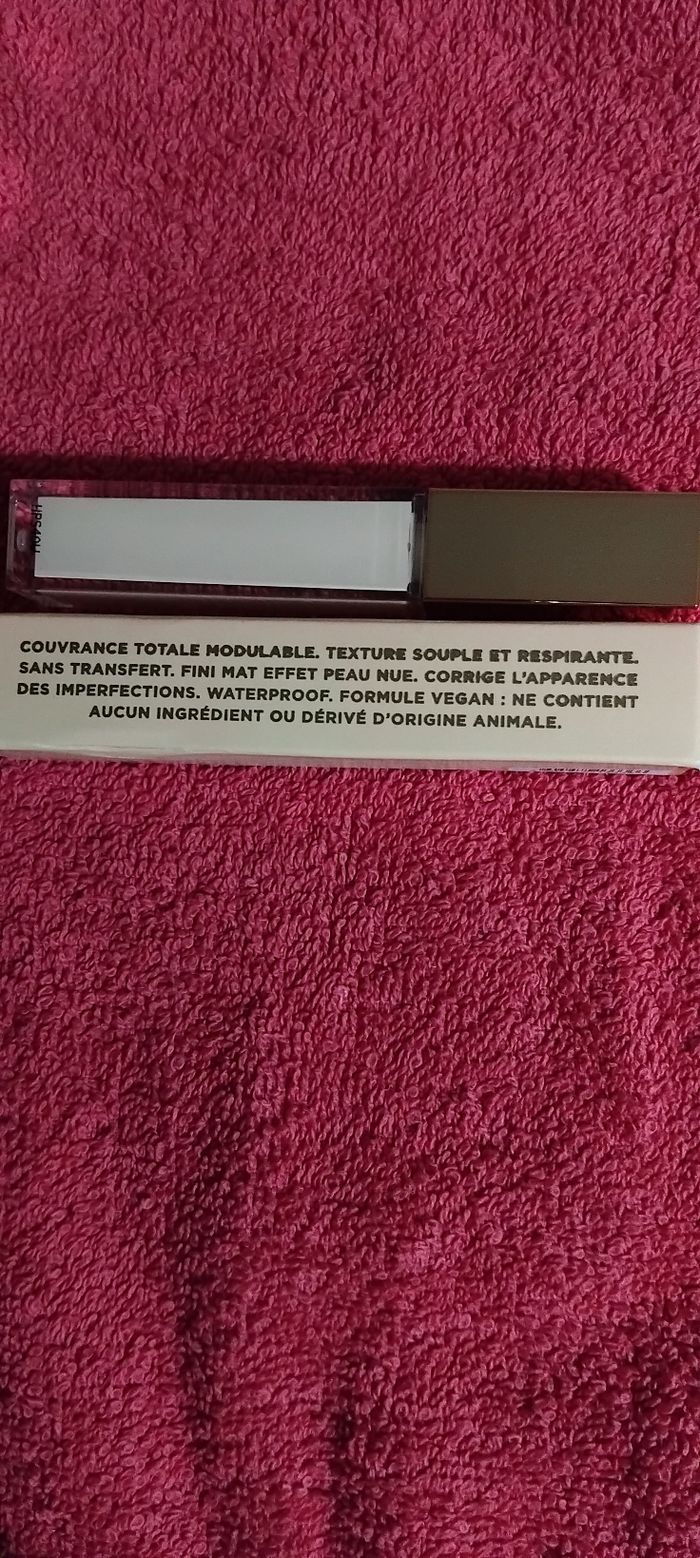 COUVRANCE TOTALE MODULABLE. TEXTURE SOUPLE ET RESPIRANTE.
SANS TRANSFERT. FINI MAT EFFET PEAU NUE. CORRIGE L'APPARENCE
DES IMPERFECTIONS. WATERPROOF. FORMULE VEGAN : NE CONTIENT
AUCUN INGRÉDIENT OU DÉRIVÉ D'ORIGINE ANIMALE.